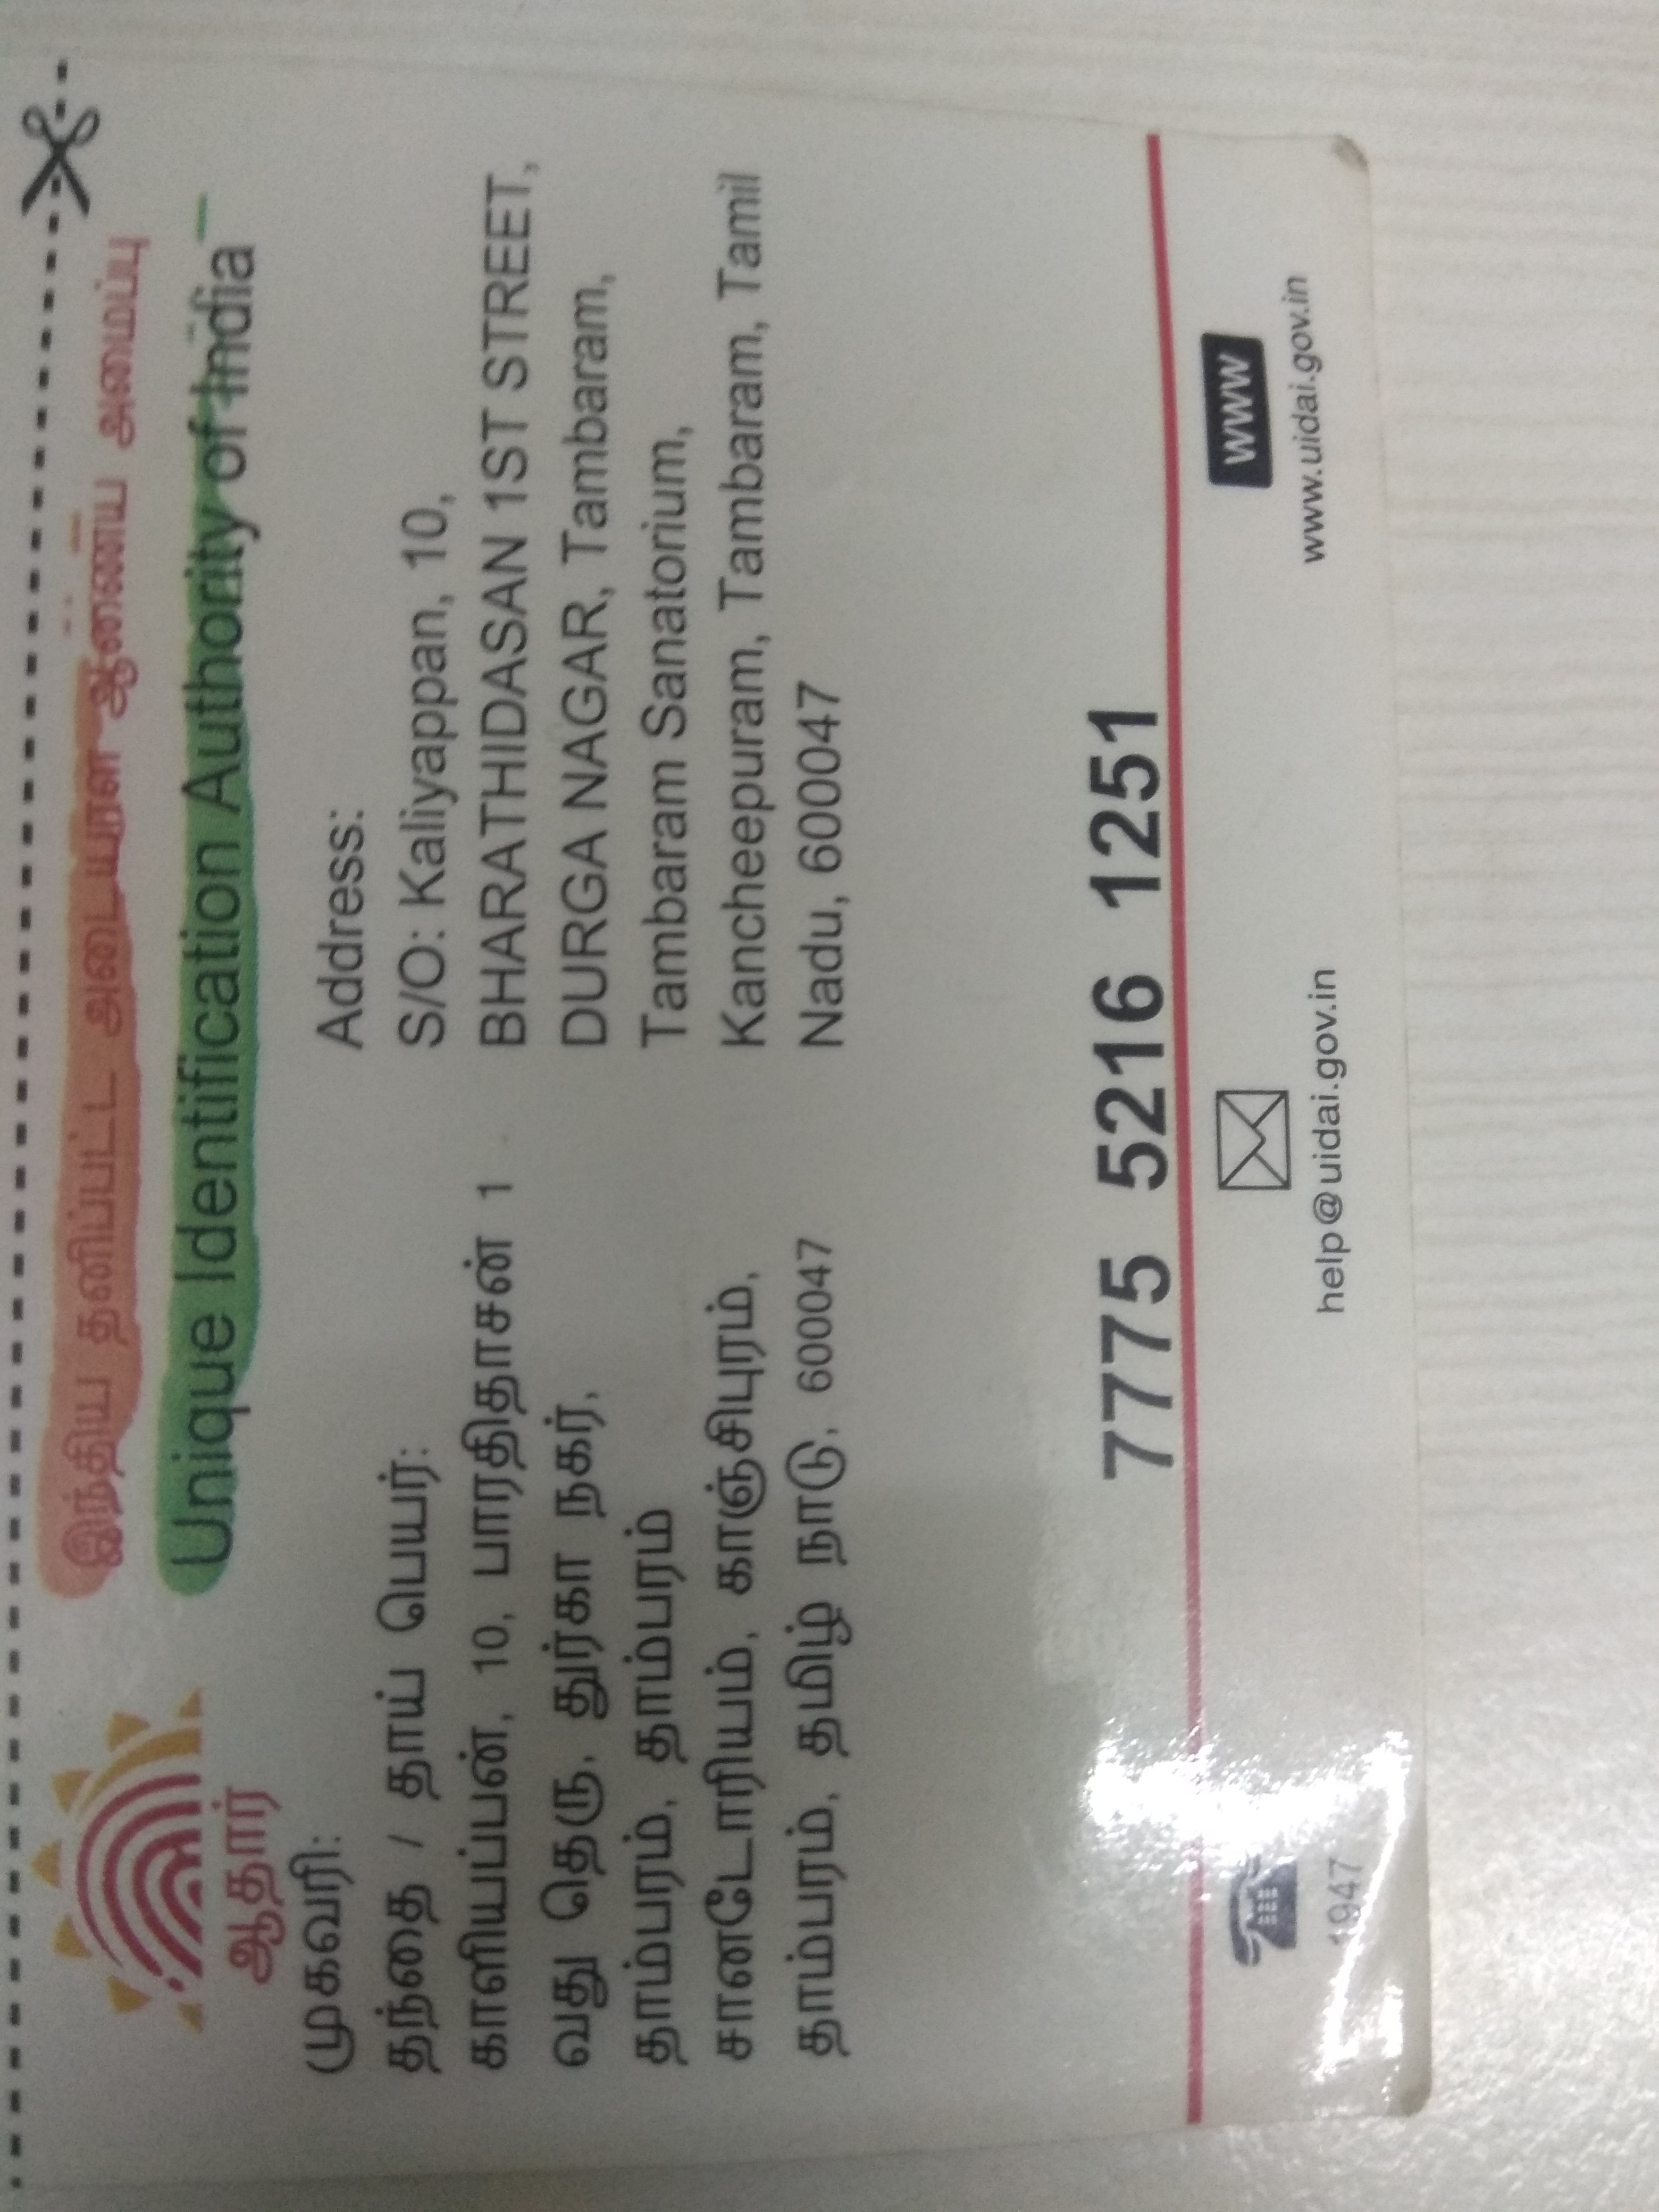 இந்திய தனிப்பட்ட அடையாள ஆணைய அமைப்பு
Unique Identification Authority of India
ஆதார்
முகவரி:
தந்தை / தாய் பெயர்:
காளியப்பன், 10, பாரதிதாசன் 1
வது தெரு, துர்கா நகர்,
தாம்பரம், தாம்பரம்
சானடோரியம், காஞ்சிபுரம்,
தாம்பரம், தமிழ் நாடு, 600047
Address:
S/O: Kaliyappan, 10,
BHARATHIDASAN 1ST STREET,
DURGA NAGAR, Tambaram,
Tambaram Sanatorium,
Kancheepuram, Tambaram, Tamil
Nadu, 600047
7775 5216 1251
1947
help@uidai.gov.in
www
www.uidai.gov.in